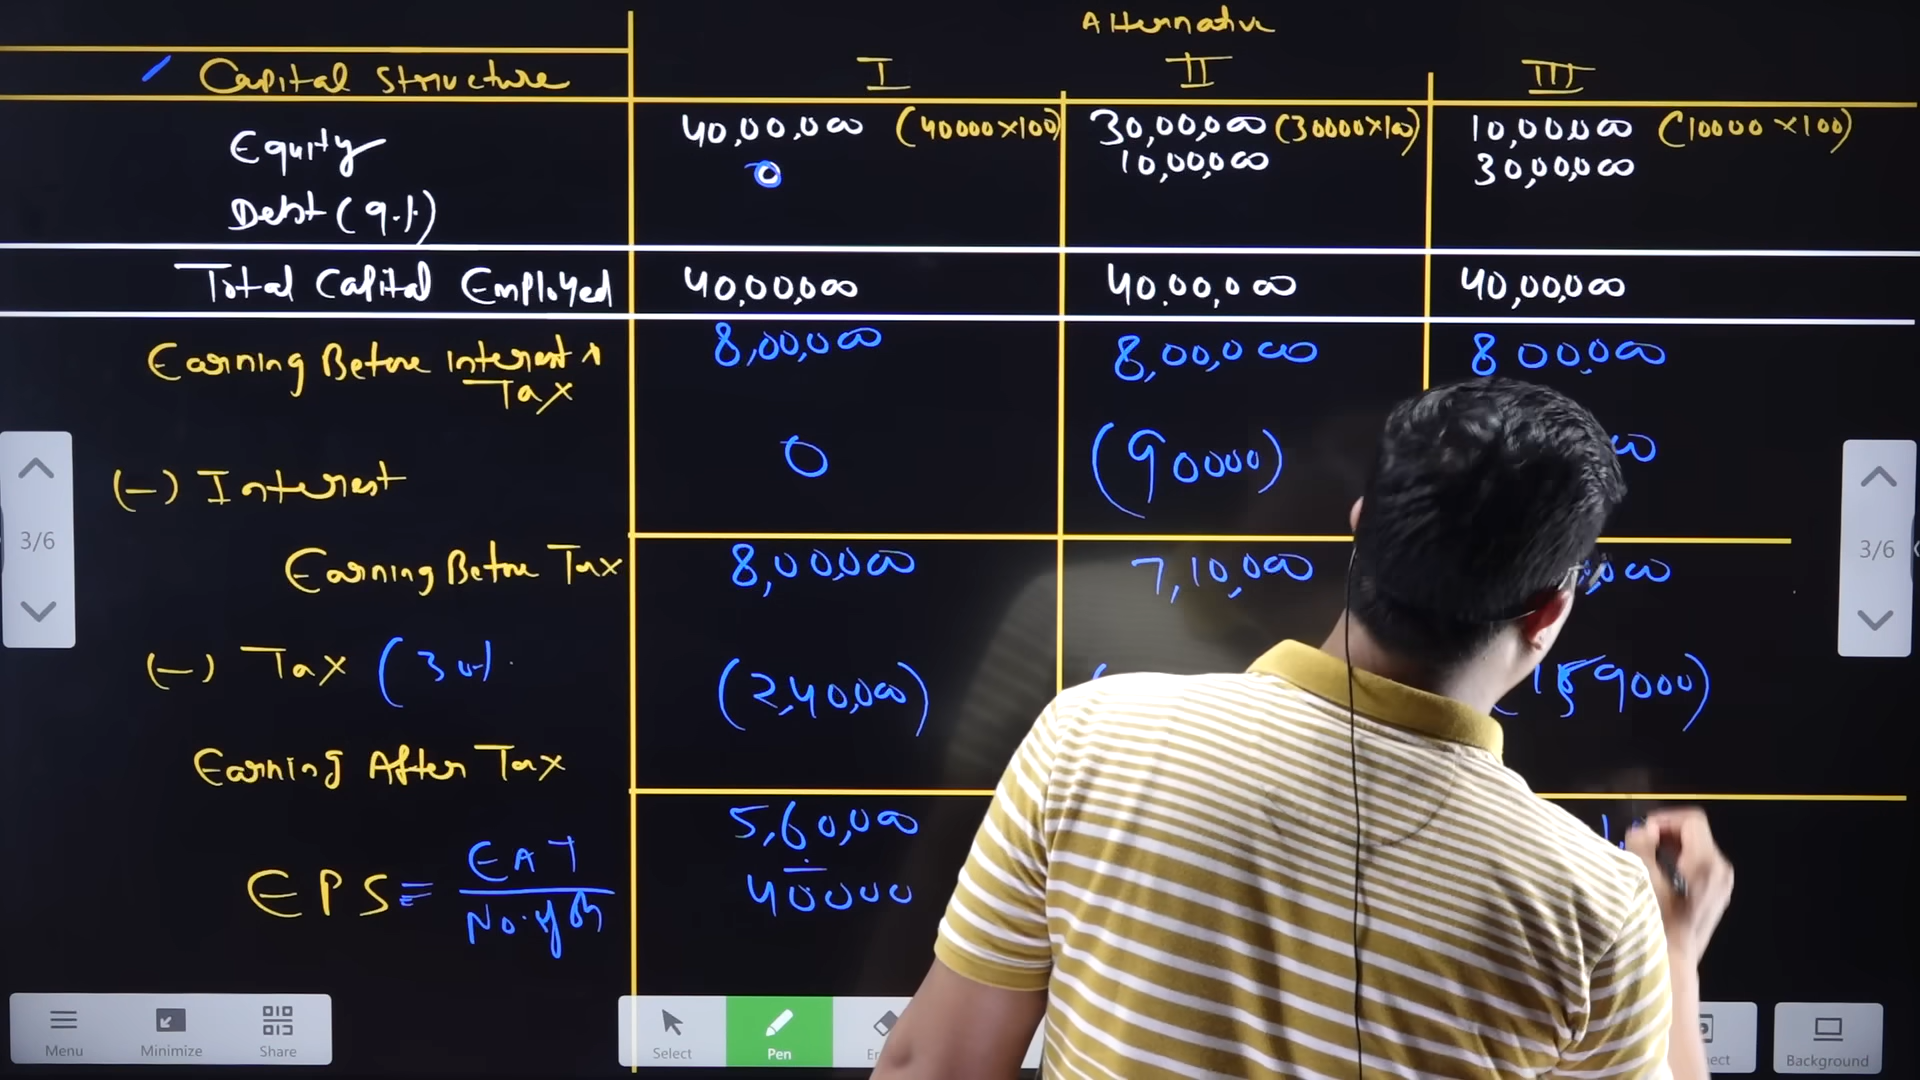 Alternative
Capital Structure I II III
Equity 40,00,000 (40000×100) 30,00,000 (30000×100) 10,00,000 (10000×100)
Debt (9%) 0 10,00,000 30,00,000
Total Capital Employed 40,00,000 40,00,000 40,00,000
Earning Before Interest & 8,00,000 8,00,000 800,000
Tax
(-) Interest 0 (90000)
Earning Before Tax 8,00,000 7,10,000
(-) Tax (30% (2,40,000) (159000)
Earning After Tax
5,60,000
EPS = EAT 40000
No. of sh
3/6
3/6
Menu Minimize Share Select Pen Background